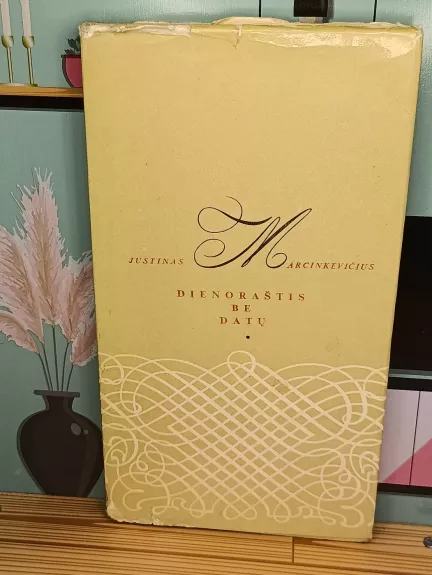 JUSTINAS MARCINKEVIČIUS
DIENORAŠTIS
BE
DATŲ